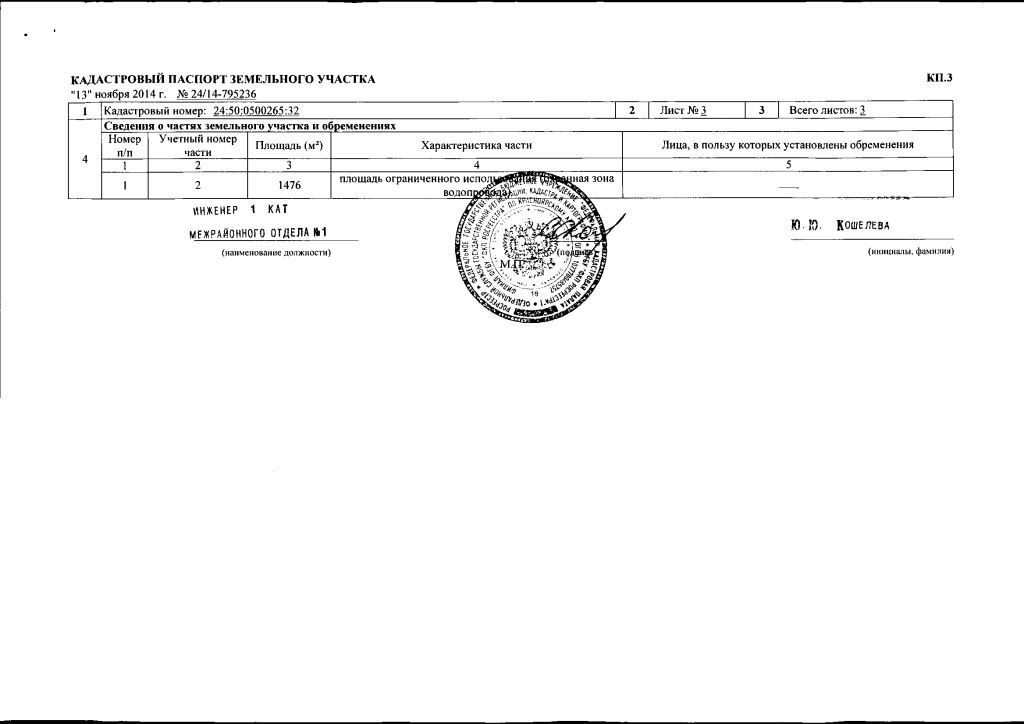 КАДАСТРОВЫЙ ПАСПОРТ ЗЕМЕЛЬНОГО УЧАСТКА
КП.3
"13" ноября 2014 г. № 24/14-795236
1 Кадастровый номер: 24:50:0500265:32 2 Лист № 3 3 Всего листов: 3
4
Сведения о частях земельного участка и обременениях
Номер п/п Учетный номер части Площадь (м²) Характеристика части Лица, в пользу которых установлены обременения
1 2 3 4 5
1 2 1476 площадь ограниченного использования (охранная зона —
водопровода)
ИНЖЕНЕР 1 КАТ
МЕЖРАЙОННОГО ОТДЕЛА №1
Ю.Ю. КОШЕЛЕВА
(наименование должности) (подпись) (инициалы, фамилия)
М.П.